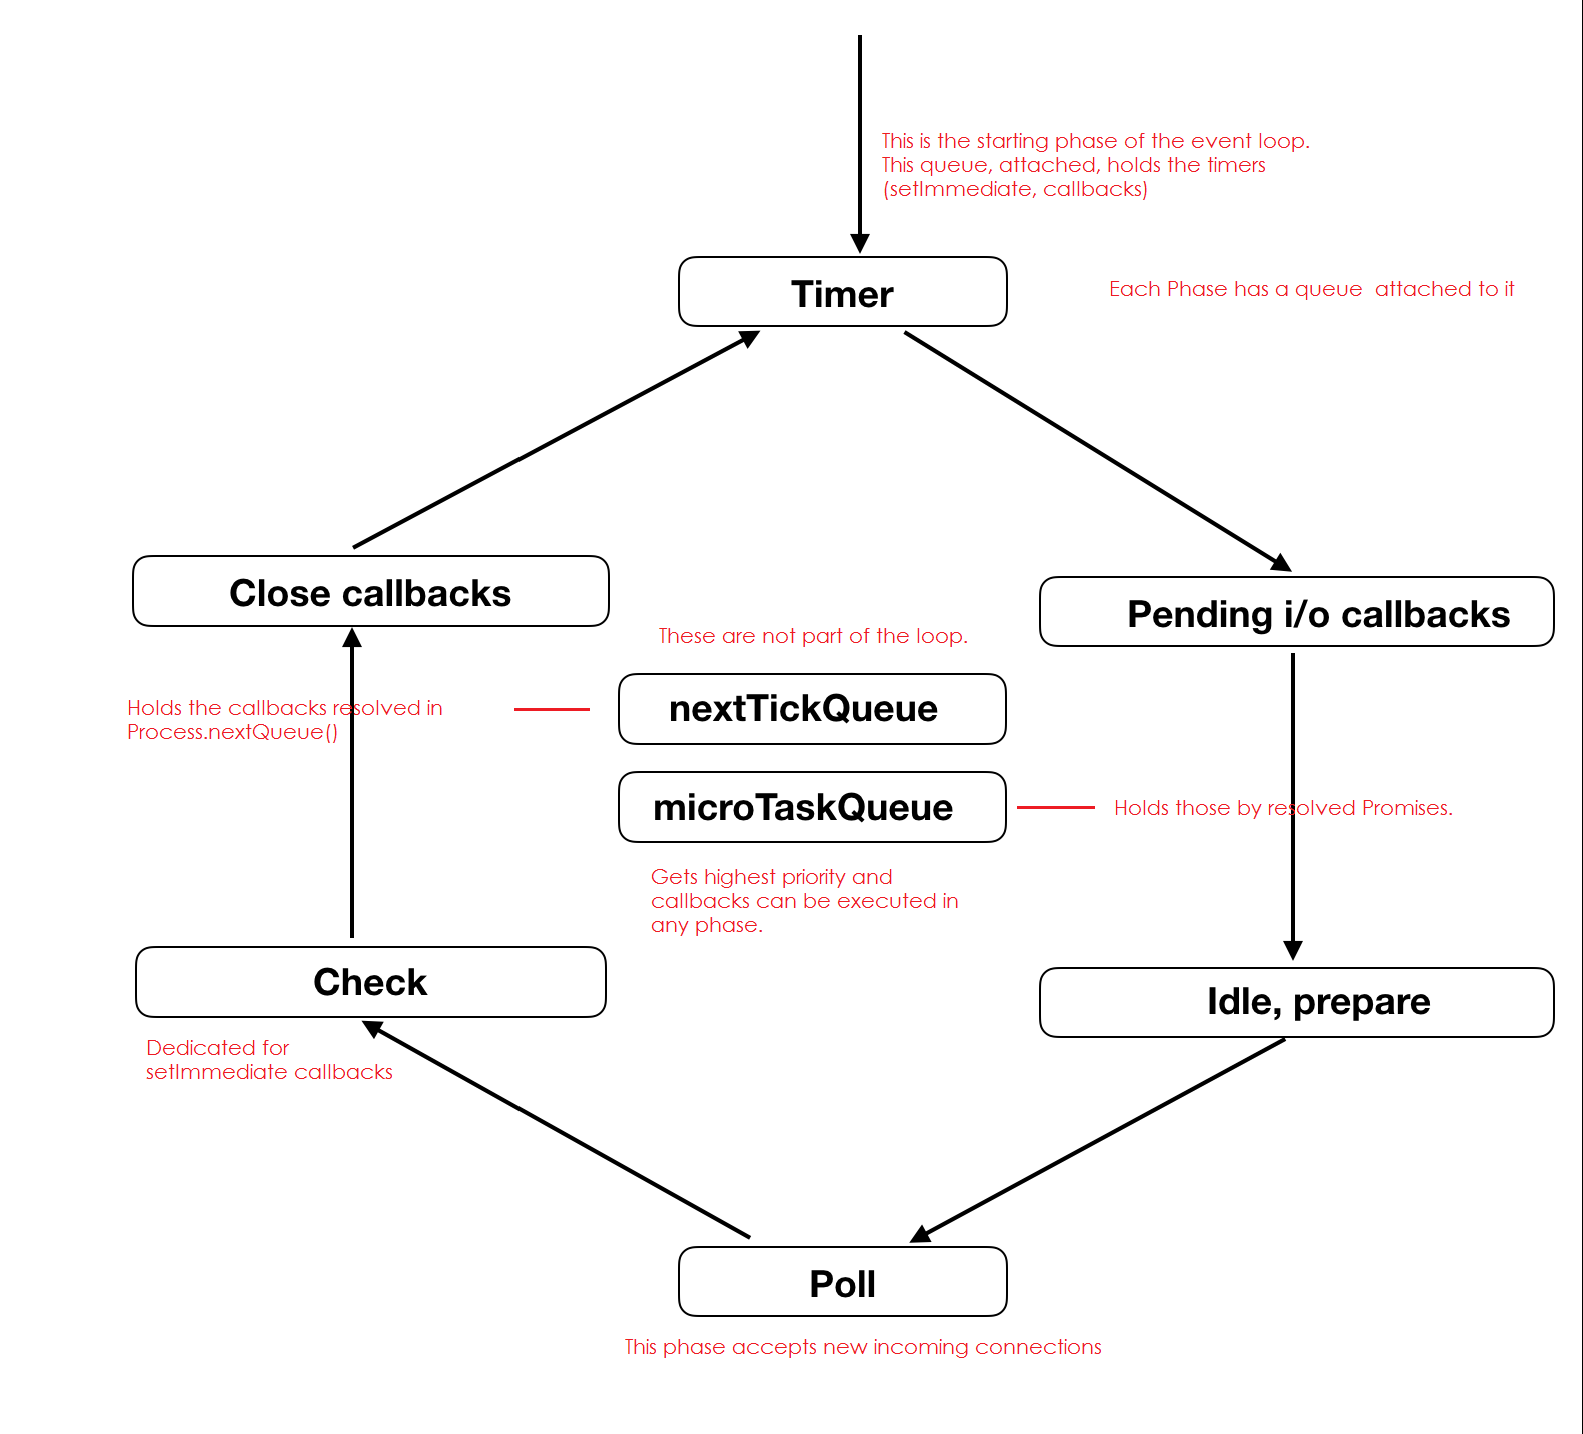 This is the starting phase of the event loop.
This queue, attached, holds the timers
(setImmediate, callbacks)
Timer
Each Phase has a queue  attached to it
Close callbacks
Pending i/o callbacks
These are not part of the loop.
nextTickQueue
Holds the callbacks resolved in
Process.nextQueue()
microTaskQueue
Holds those by resolved Promises.
Gets highest priority and
callbacks can be executed in
any phase.
Check
Idle, prepare
Dedicated for
setImmediate callbacks
Poll
This phase accepts new incoming connections